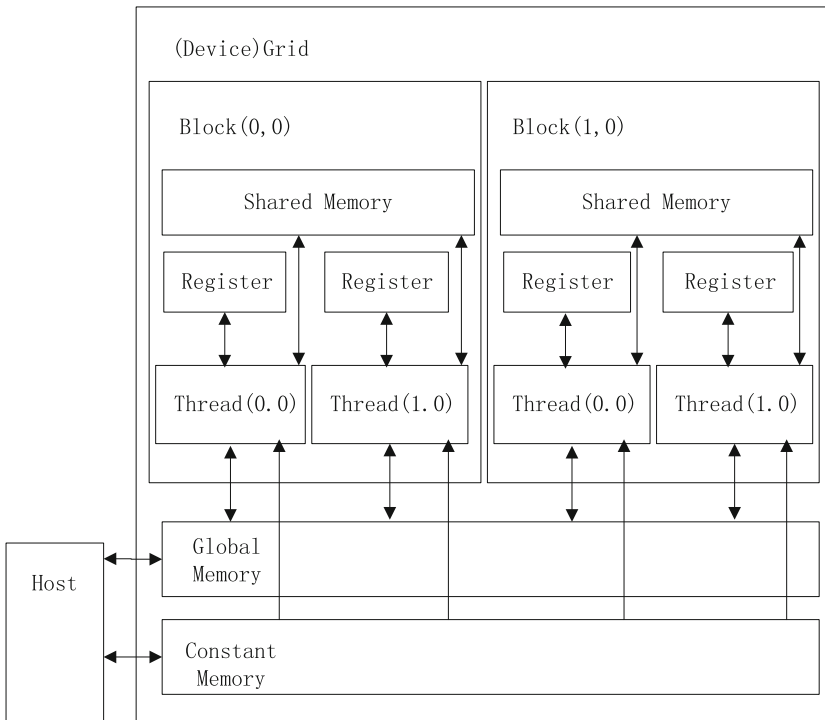 (Device)Grid
Block(0,0)
Block(1,0)
Shared Memory
Shared Memory
Register
Register
Register
Register
Thread(0.0)
Thread(1.0)
Thread(0.0)
Thread(1.0)
Global
Memory
Host
Constant
Memory